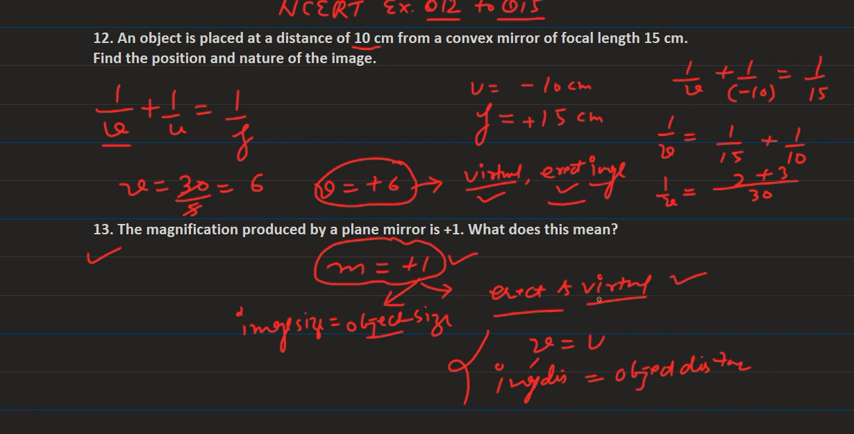 NCERT Ex. Q12 to Q15
12. An object is placed at a distance of 10 cm from a convex mirror of focal length 15 cm.
Find the position and nature of the image.
1/v + 1/u = 1/f
u = -10 cm
f = +15 cm
1/v + 1/(-10) = 1/15
1/v = 1/15 + 1/10
1/v = 2+3/30
v = 30/5 = 6
v = +6 → virtual, erect imge
13. The magnification produced by a plane mirror is +1. What does this mean?
m = +1
erect & virtual
imge size = object size
v = u
img dis = object distance